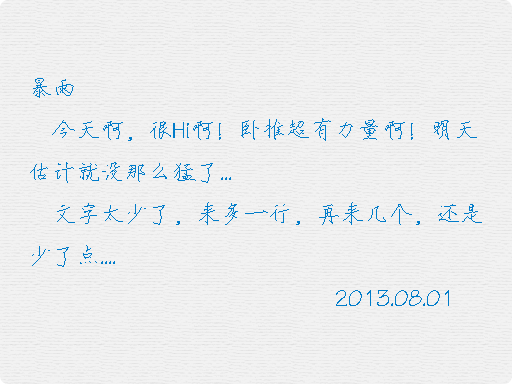 暴雨
今天啊，很Hi啊！卧推超有力量啊！明天
估计就没那么猛了...
文字太少了，来多一行，再来几个，还是
少了点....
2013.08.01